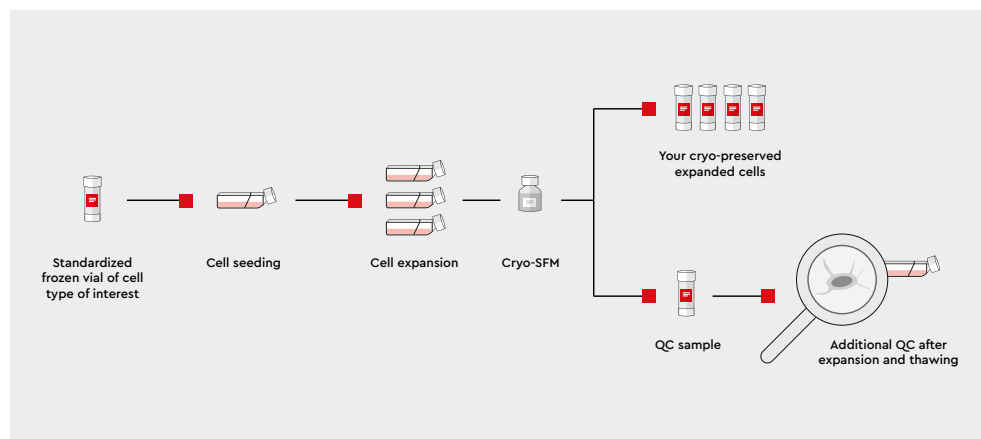 Standardized
frozen vial of cell
type of interest
Cell seeding
Cell expansion
Cryo-SFM
Your cryo-preserved
expanded cells
QC sample
Additional QC after
expansion and thawing